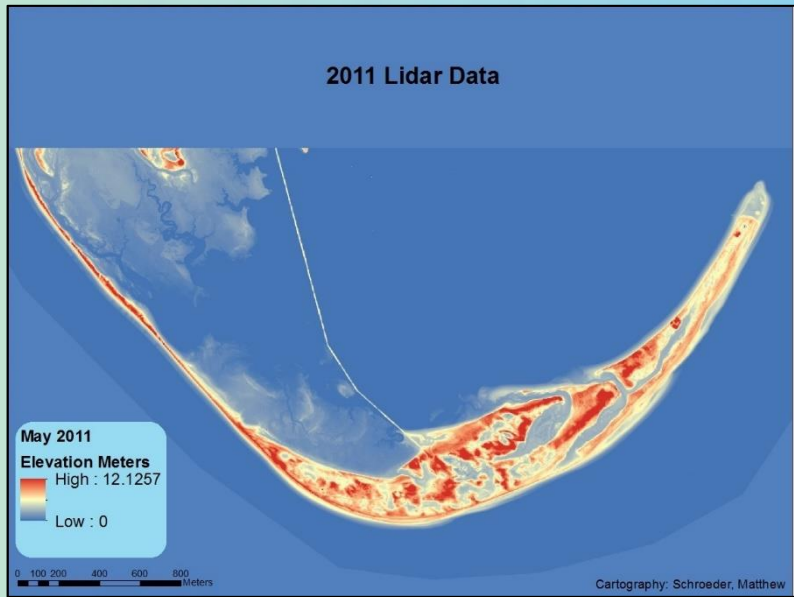 2011 Lidar Data
May 2011
Elevation Meters
High : 12.1257
Low : 0
0 100 200 400 600 800
Meters
Cartography: Schroeder, Matthew